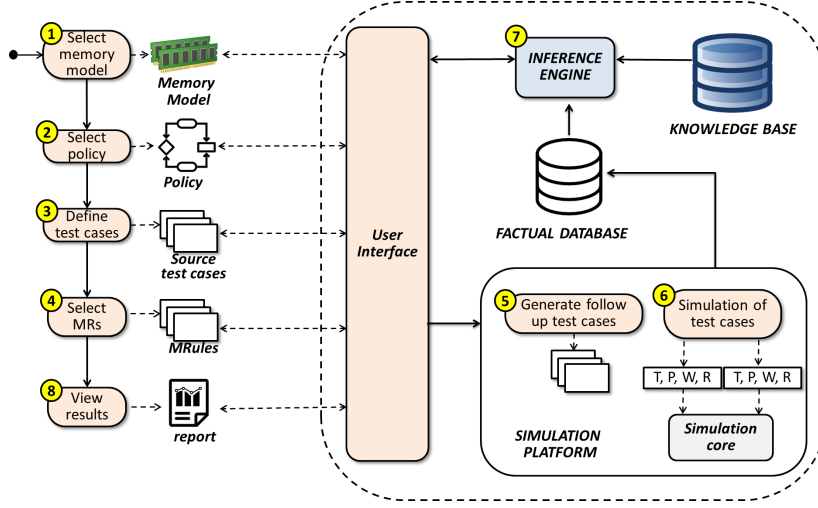 1
Select
memory
model
Memory
Model
2
Select
policy
Policy
3
Define
test cases
Source
test cases
4
Select
MRs
MRules
8
View
results
report
User
Interface
7
INFERENCE
ENGINE
KNOWLEDGE BASE
FACTUAL DATABASE
5
Generate follow
up test cases
6
Simulation of
test cases
T, P, W, R
T, P, W, R
SIMULATION
PLATFORM
Simulation
core